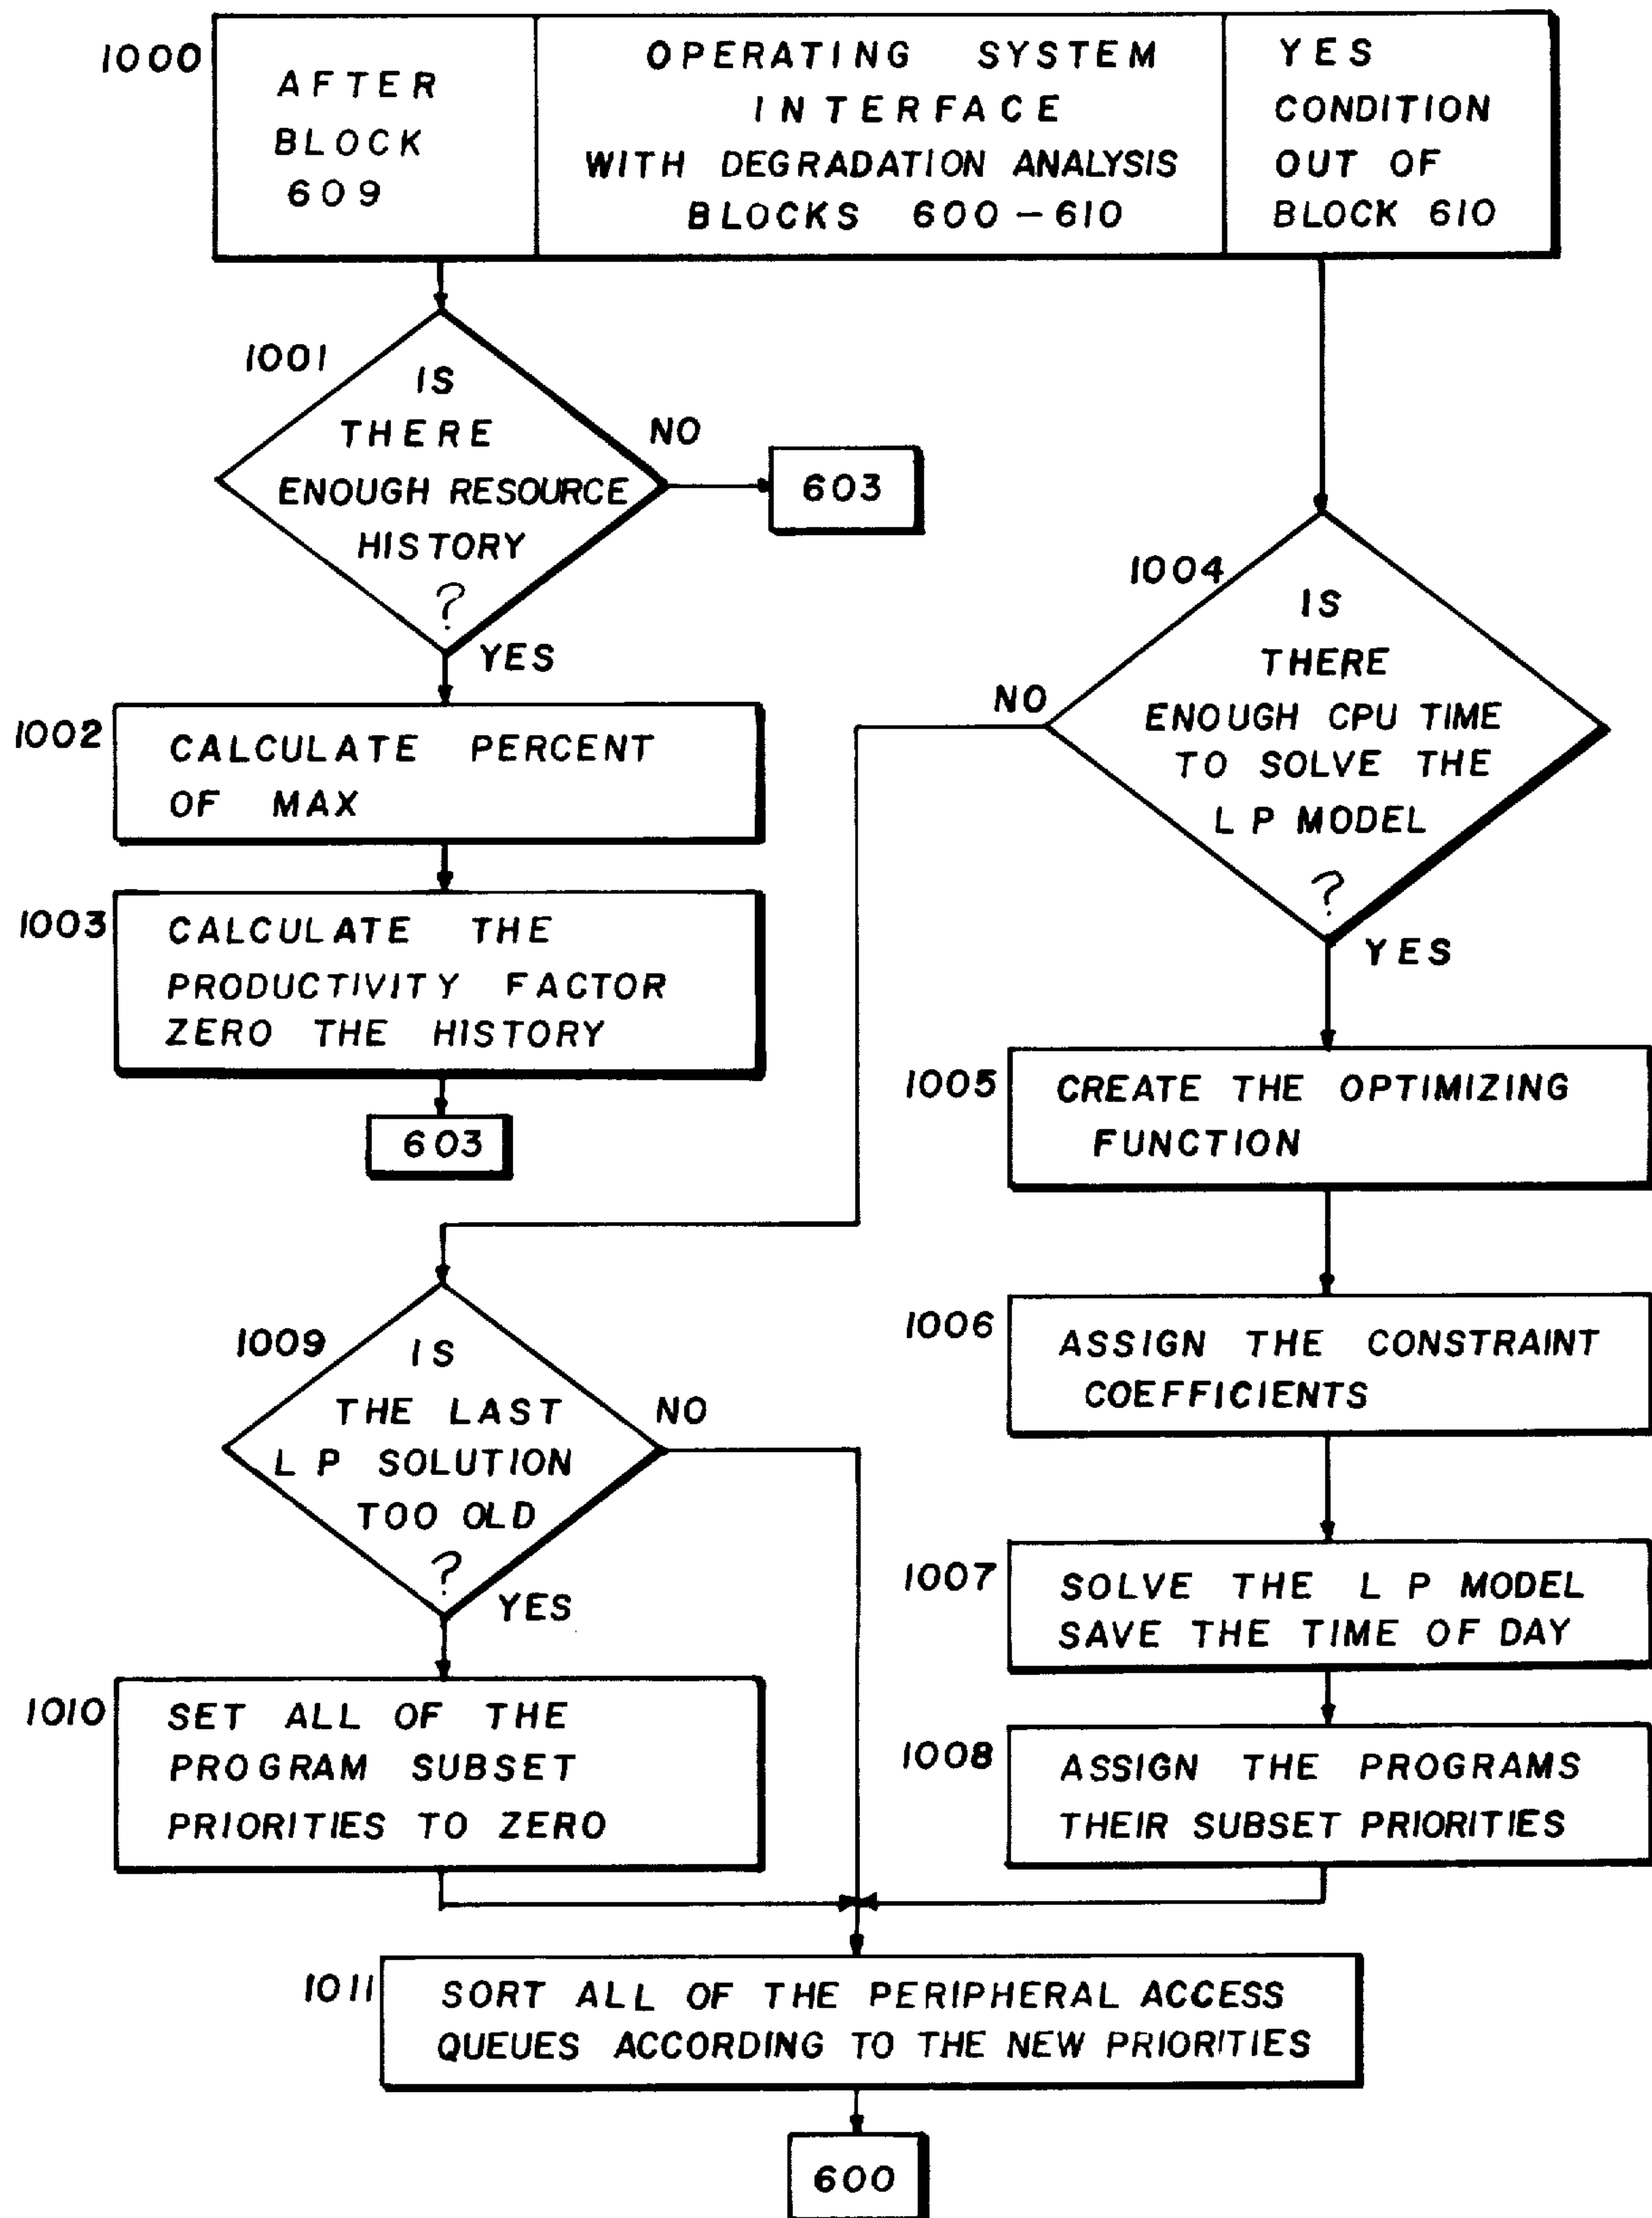 1000
AFTER
BLOCK
609
OPERATING SYSTEM
INTERFACE
WITH DEGRADATION ANALYSIS
BLOCKS 600-610
YES
CONDITION
OUT OF
BLOCK 610
1001
IS
THERE
ENOUGH RESOURCE
HISTORY
?
NO
603
YES
1002
CALCULATE PERCENT
OF MAX
1003
CALCULATE THE
PRODUCTIVITY FACTOR
ZERO THE HISTORY
603
1004
IS
THERE
ENOUGH CPU TIME
TO SOLVE THE
L P MODEL
?
NO
YES
1005
CREATE THE OPTIMIZING
FUNCTION
1006
ASSIGN THE CONSTRAINT
COEFFICIENTS
1007
SOLVE THE L P MODEL
SAVE THE TIME OF DAY
1008
ASSIGN THE PROGRAMS
THEIR SUBSET PRIORITIES
1009
IS
THE LAST
L P SOLUTION
TOO OLD
?
NO
YES
1010
SET ALL OF THE
PROGRAM SUBSET
PRIORITIES TO ZERO
1011
SORT ALL OF THE PERIPHERAL ACCESS
QUEUES ACCORDING TO THE NEW PRIORITIES
600